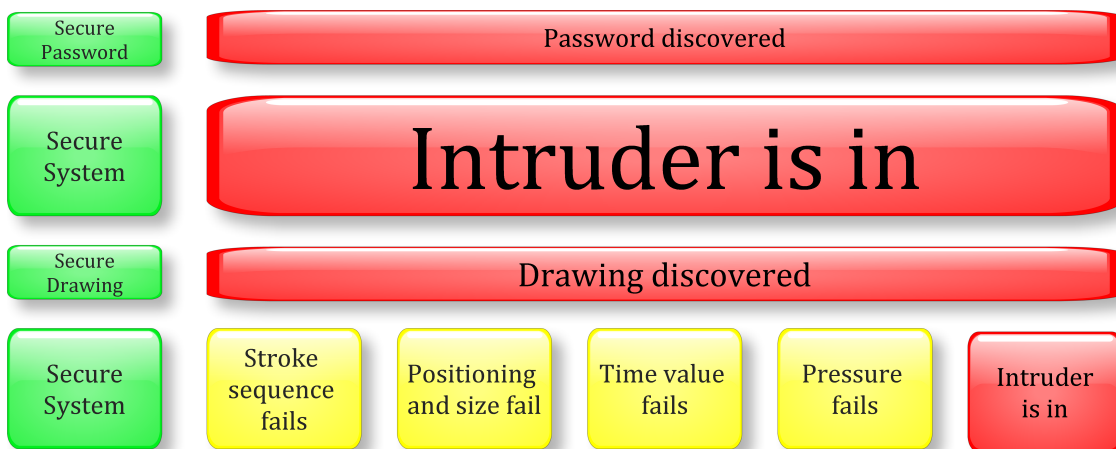 Secure
Password
Password discovered
Secure
System
Intruder is in
Secure
Drawing
Drawing discovered
Secure
System
Stroke
sequence
fails
Positioning
and size fail
Time value
fails
Pressure
fails
Intruder
is in